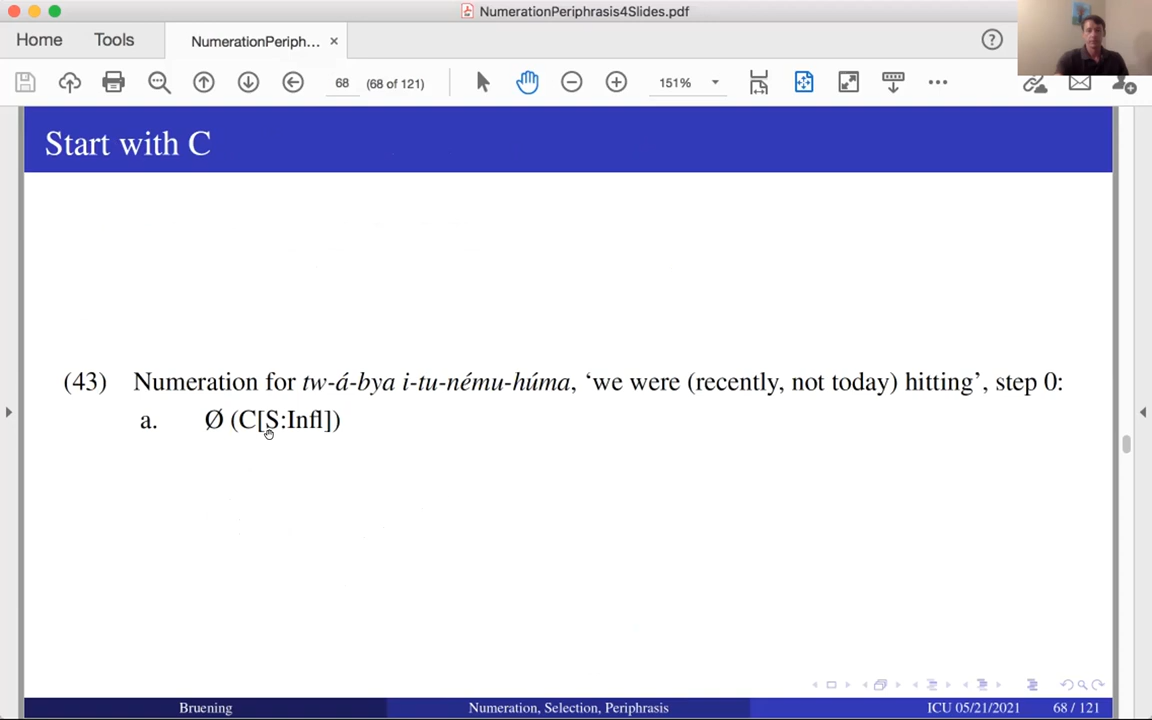 NumerationPeriphrasis4Slides.pdf
Home Tools NumerationPeriph... ×
68 (68 of 121) 151%
Start with C
(43) Numeration for tw-á-bya i-tu-nému-húma, ‘we were (recently, not today) hitting’, step 0:
a. Ø (C[S:Infl])
Bruening Numeration, Selection, Periphrasis ICU 05/21/2021 68 / 121